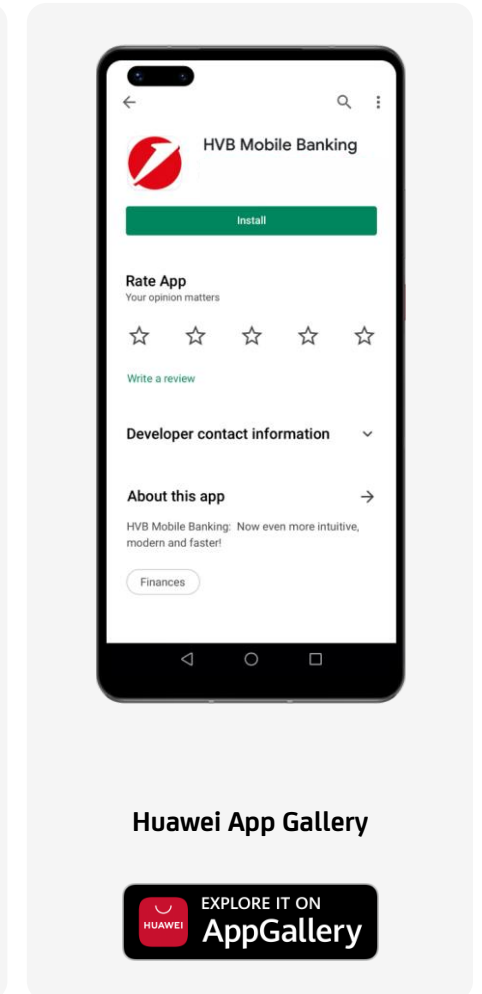 HVB Mobile Banking
Install
Rate App
Your opinion matters
Write a review
Developer contact information
About this app
HVB Mobile Banking: Now even more intuitive,
modern and faster!
Finances
Huawei App Gallery
HUAWEI
EXPLORE IT ON
AppGallery